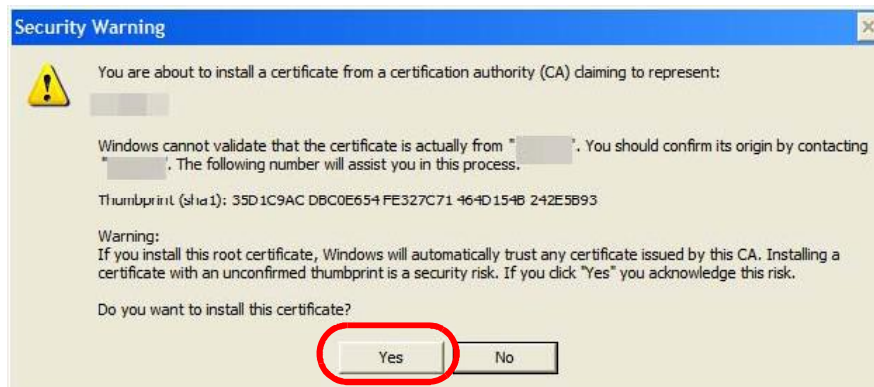 Security Warning
You are about to install a certificate from a certification authority (CA) claiming to represent:
Windows cannot validate that the certificate is actually from "          ". You should confirm its origin by contacting
"          ". The following number will assist you in this process.
Thumbprint (sha1): 35D1C9AC DBC0E654 FE327C71 464D154B 242E5B93
Warning:
If you install this root certificate, Windows will automatically trust any certificate issued by this CA. Installing a
certificate with an unconfirmed thumbprint is a security risk. If you click "Yes" you acknowledge this risk.
Do you want to install this certificate?
Yes
No